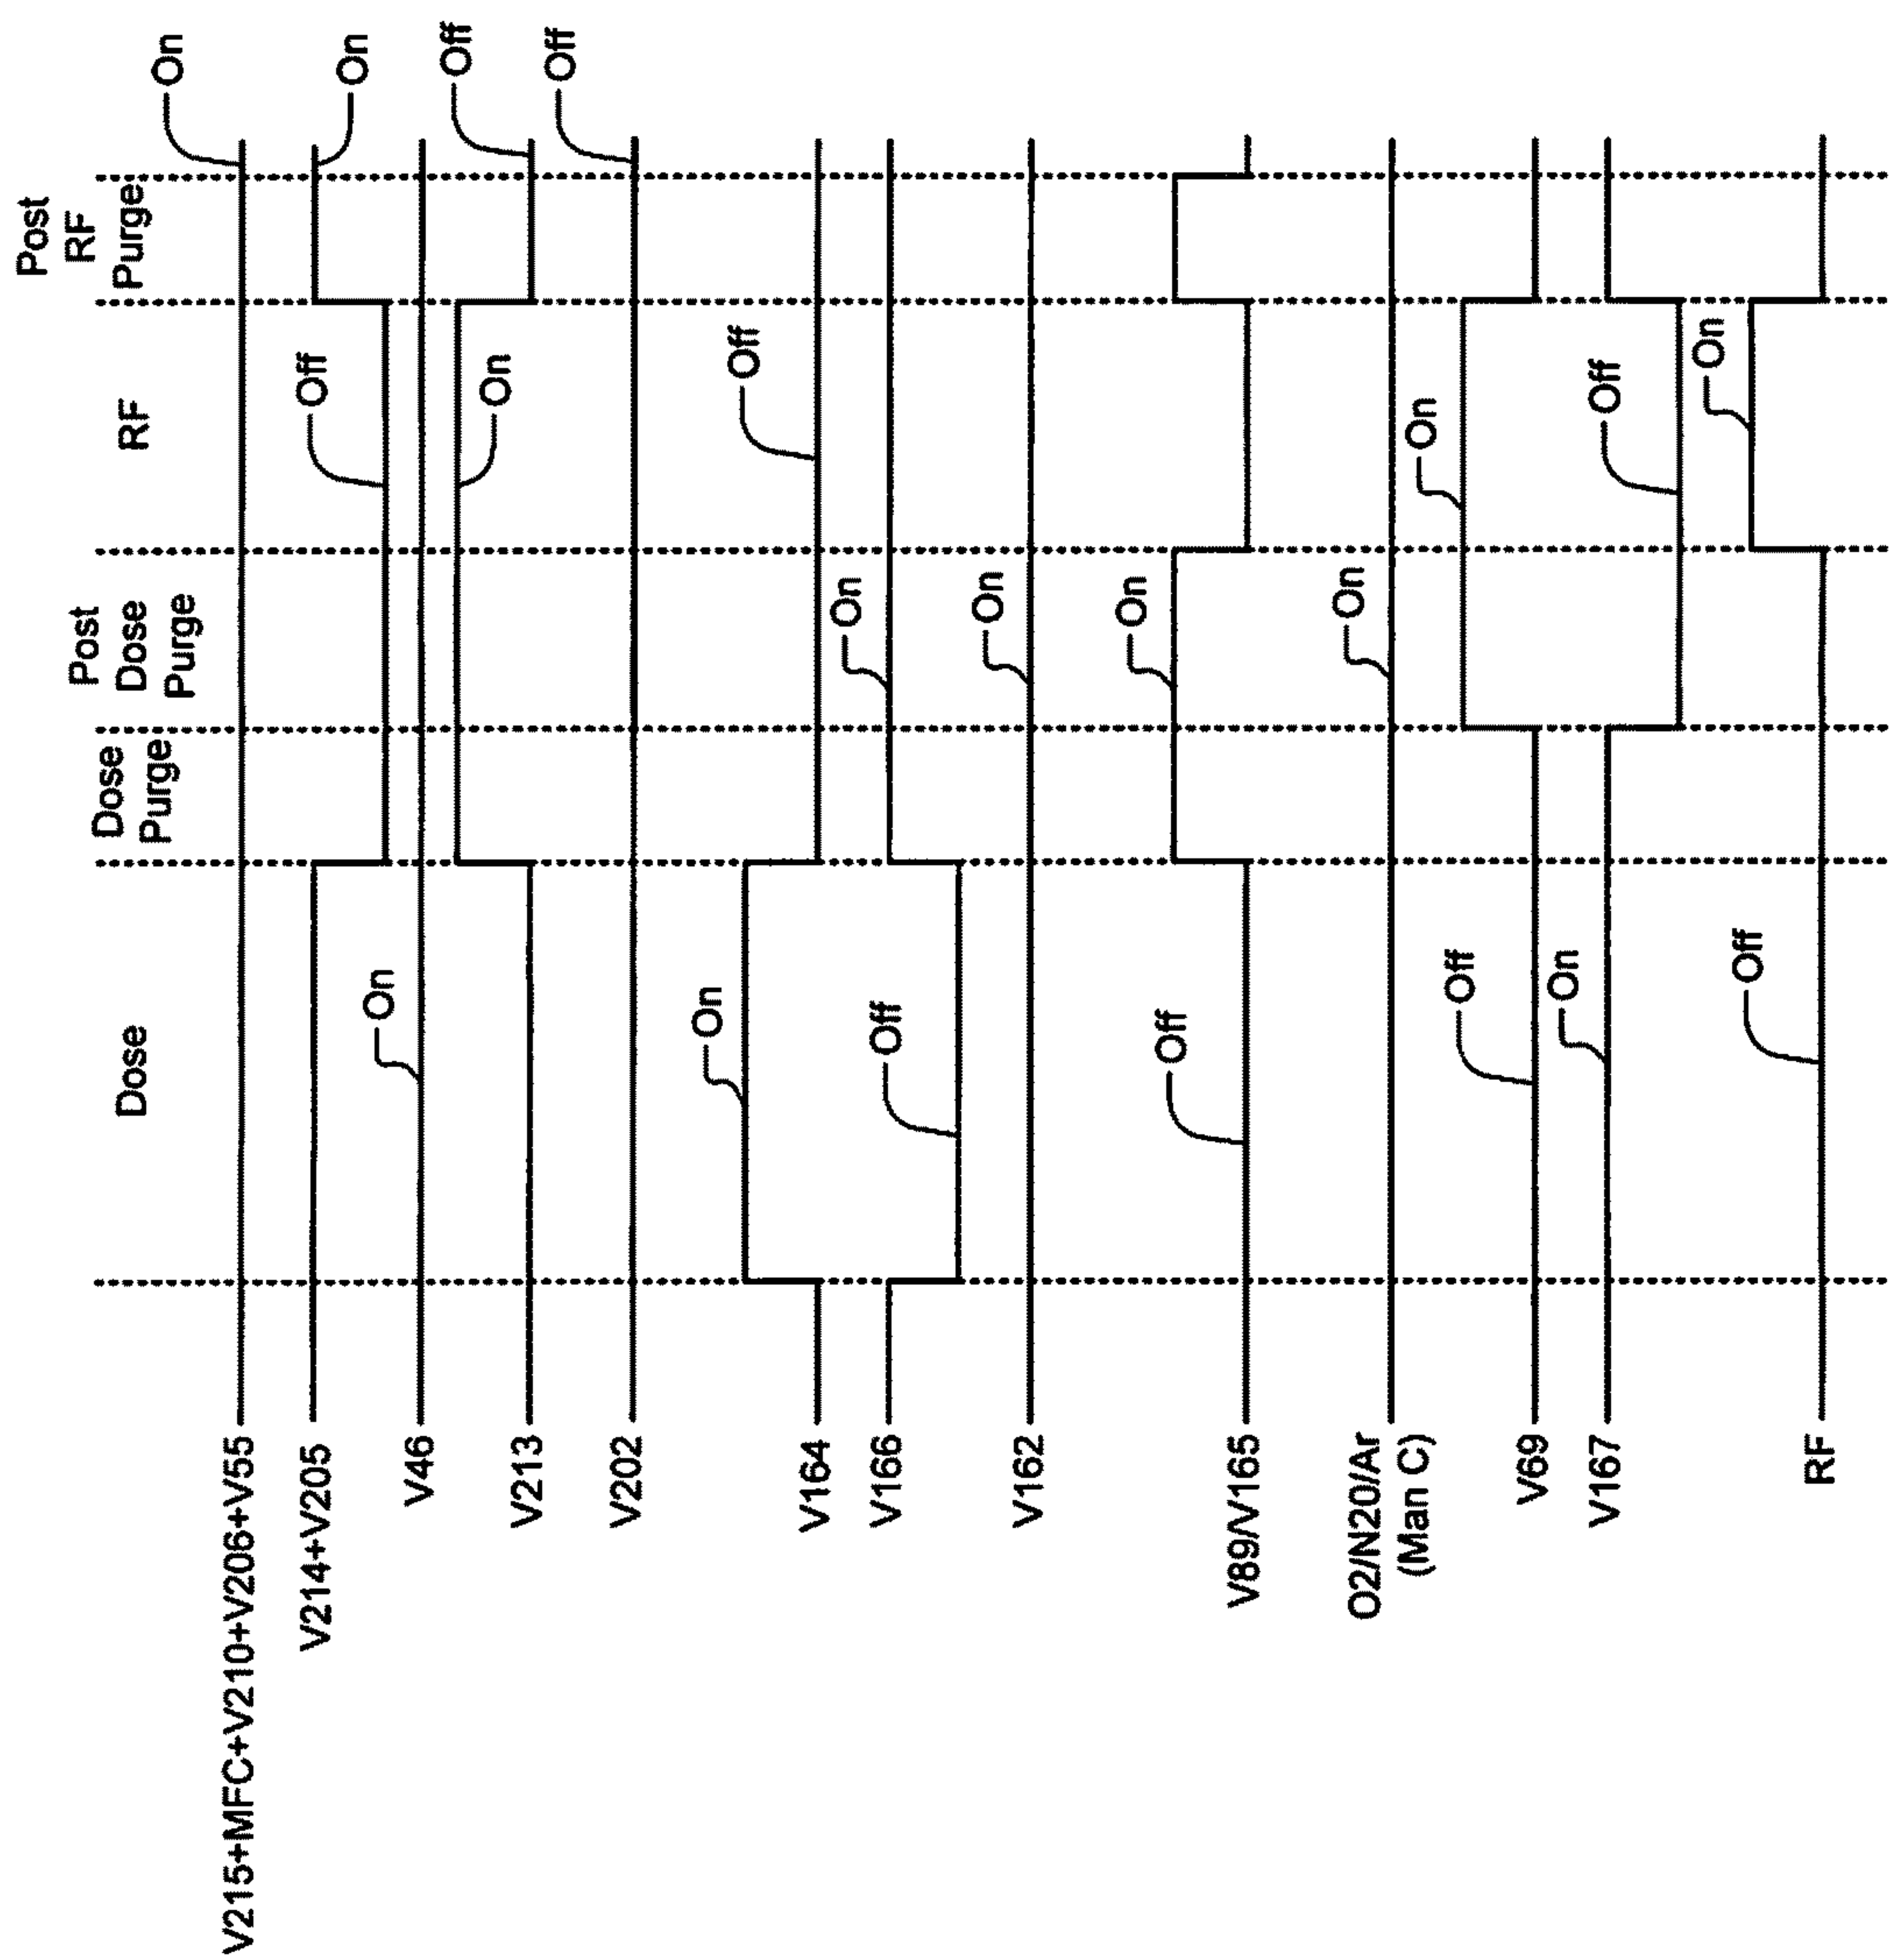 Dose
Dose
Purge
Post
Dose
Purge
RF
Post
RF
Purge
On
V215+MFC+V210+V206+V55
Off
On
V214+V205
On
V46
Off
On
V213
Off
V202
On
Off
V164
On
Off
V166
On
V162
On
Off
V89/V165
On
O2/N20/Ar
(Man C)
On
Off
V69
On
Off
V167
On
Off
RF